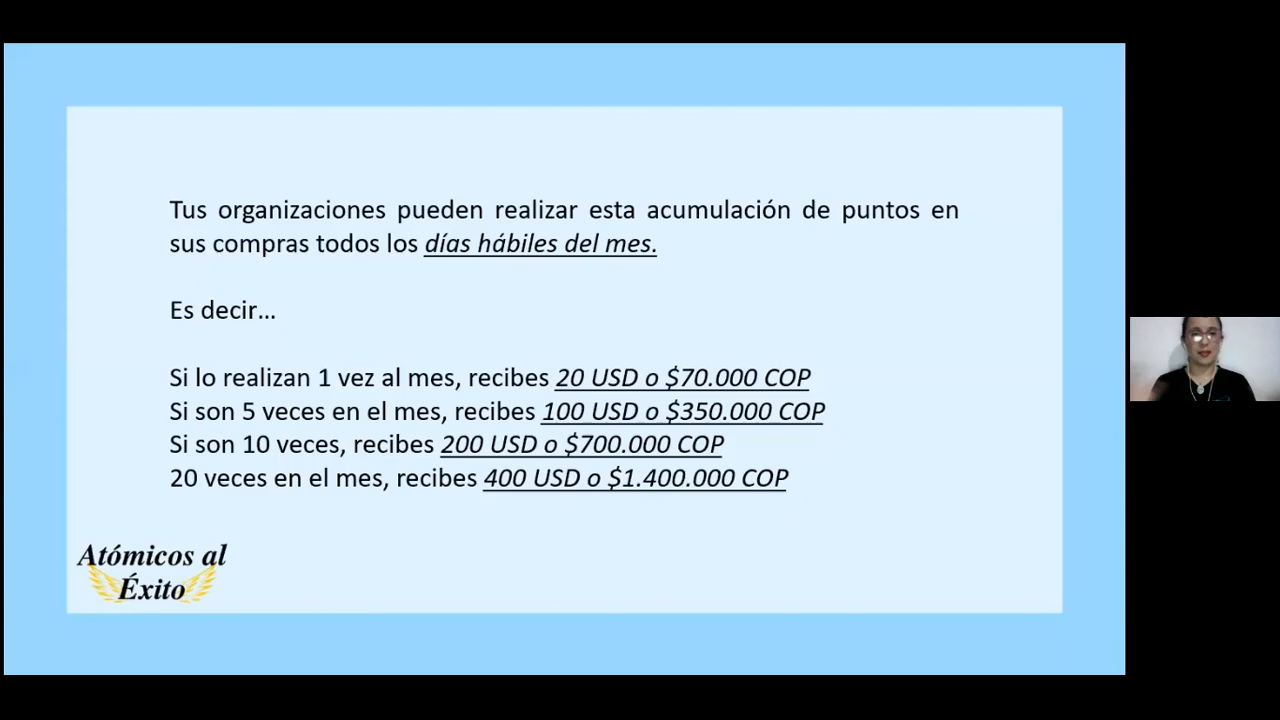 Tus organizaciones pueden realizar esta acumulación de puntos en
sus compras todos los días hábiles del mes.
Es decir...
Si lo realizan 1 vez al mes, recibes 20 USD o $70.000 COP
Si son 5 veces en el mes, recibes 100 USD o $350.000 COP
Si son 10 veces, recibes 200 USD o $700.000 COP
20 veces en el mes, recibes 400 USD o $1.400.000 COP
Atómicos al
Éxito